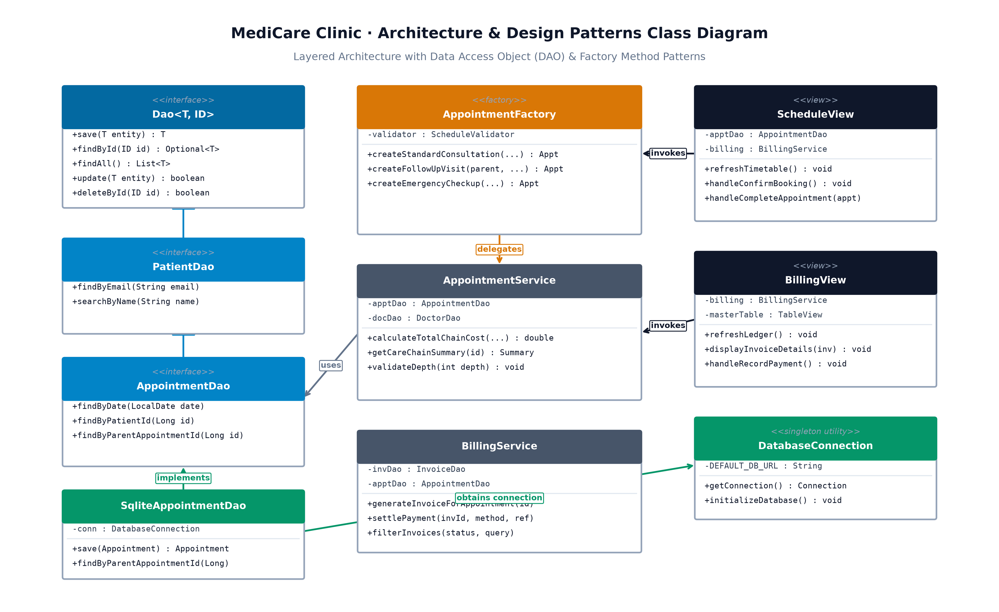 MediCare Clinic · Architecture & Design Patterns Class Diagram
Layered Architecture with Data Access Object (DAO) & Factory Method Patterns
<<interface>>
Dao<T, ID>
+save(T entity) : T
+findById(ID id) : Optional<T>
+findAll() : List<T>
+update(T entity) : boolean
+deleteById(ID id) : boolean
<<interface>>
PatientDao
+findByEmail(String email)
+searchByName(String name)
<<interface>>
AppointmentDao
+findByDate(LocalDate date)
+findByPatientId(Long id)
+findByParentAppointmentId(Long id)
implements
SqliteAppointmentDao
-conn : DatabaseConnection
+save(Appointment) : Appointment
+findByParentAppointmentId(Long)
uses
<<factory>>
AppointmentFactory
-validator : ScheduleValidator
+createStandardConsultation(...) : Appt
+createFollowUpVisit(parent, ...) : Appt
+createEmergencyCheckup(...) : Appt
delegates
AppointmentService
-apptDao : AppointmentDao
-docDao : DoctorDao
+calculateTotalChainCost(...) : double
+getCareChainSummary(id) : Summary
+validateDepth(int depth) : void
BillingService
-invDao : InvoiceDao
-apptDao : AppointmentDao
obtains connection
+generateInvoiceForAppointment(id)
+settlePayment(invId, method, ref)
+filterInvoices(status, query)
invokes
invokes
<<view>>
ScheduleView
-apptDao : AppointmentDao
-billing : BillingService
+refreshTimetable() : void
+handleConfirmBooking() : void
+handleCompleteAppointment(appt)
<<view>>
BillingView
-billing : BillingService
-masterTable : TableView
+refreshLedger() : void
+displayInvoiceDetails(inv) : void
+handleRecordPayment() : void
<<singleton utility>>
DatabaseConnection
-DEFAULT_DB_URL : String
+getConnection() : Connection
+initializeDatabase() : void